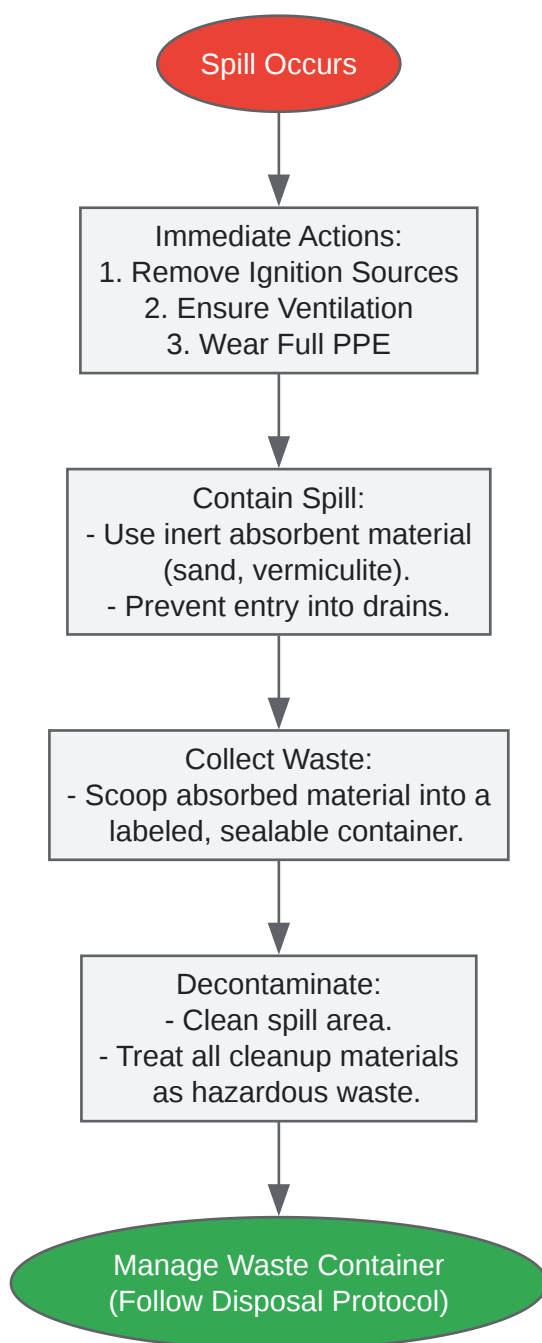 Spill Occurs
Immediate Actions:
1. Remove Ignition Sources
2. Ensure Ventilation
3. Wear Full PPE
Contain Spill:
- Use inert absorbent material
(sand, vermiculite).
- Prevent entry into drains.
Collect Waste:
- Scoop absorbed material into a
labeled, sealable container.
Decontaminate:
- Clean spill area.
- Treat all cleanup materials
as hazardous waste.
Manage Waste Container
(Follow Disposal Protocol)